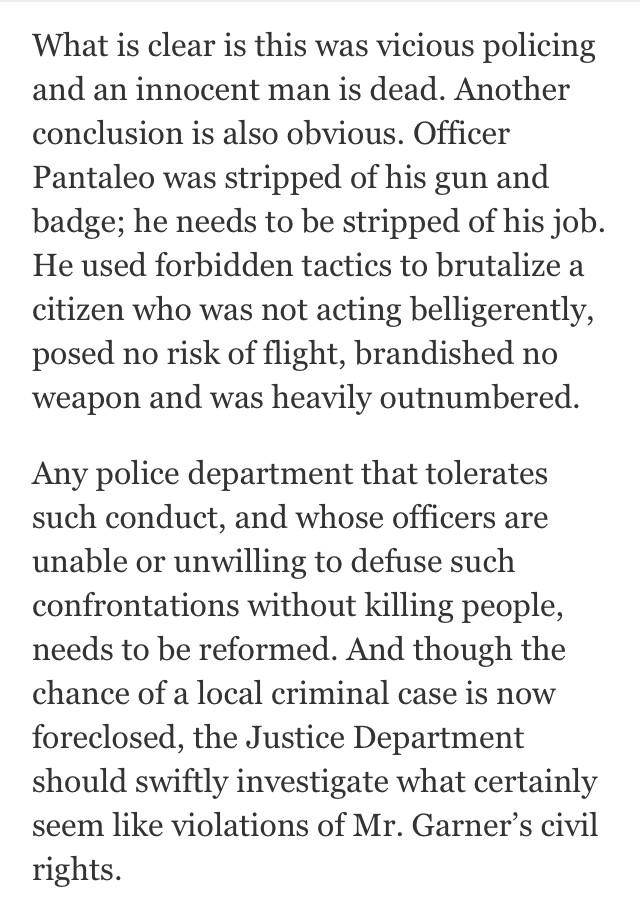 What is clear is this was vicious policing
and an innocent man is dead. Another
conclusion is also obvious. Officer
Pantaleo was stripped of his gun and
badge; he needs to be stripped of his job.
He used forbidden tactics to brutalize a
citizen who was not acting belligerently,
posed no risk of flight, brandished no
weapon and was heavily outnumbered.
Any police department that tolerates
such conduct, and whose officers are
unable or unwilling to defuse such
confrontations without killing people,
needs to be reformed. And though the
chance of a local criminal case is now
foreclosed, the Justice Department
should swiftly investigate what certainly
seem like violations of Mr. Garner’s civil
rights.